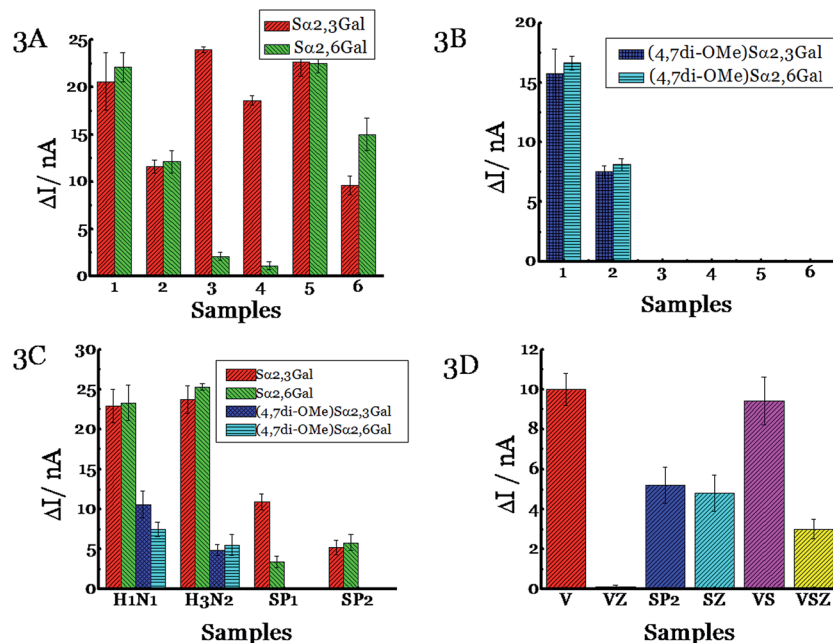 3A
Sα2,3Gal
Sα2,6Gal
ΔI/ nA
25
20
15
10
5
0
1 2 3 4 5 6
Samples
3B
(4,7di-OMe)Sα2,3Gal
(4,7di-OMe)Sα2,6Gal
ΔI/ nA
20
15
10
5
0
1 2 3 4 5 6
Samples
3C
Sα2,3Gal
Sα2,6Gal
(4,7di-OMe)Sα2,3Gal
(4,7di-OMe)Sα2,6Gal
ΔI/ nA
30
25
20
15
10
5
0
H1N1 H3N2 SP1 SP2
Samples
3D
ΔI/ nA
12
10
8
6
4
2
0
V VZ SP2 SZ VS VSZ
Samples